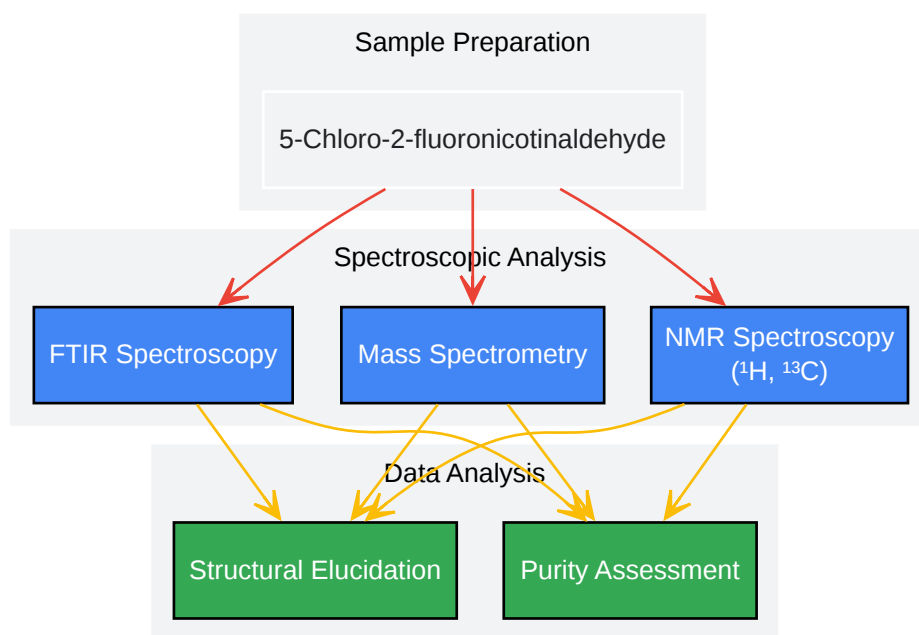 Sample Preparation
5-Chloro-2-fluoronicotinaldehyde
Spectroscopic Analysis
FTIR Spectroscopy
Mass Spectrometry
NMR Spectroscopy
(¹H, ¹³C)
Data Analysis
Structural Elucidation
Purity Assessment